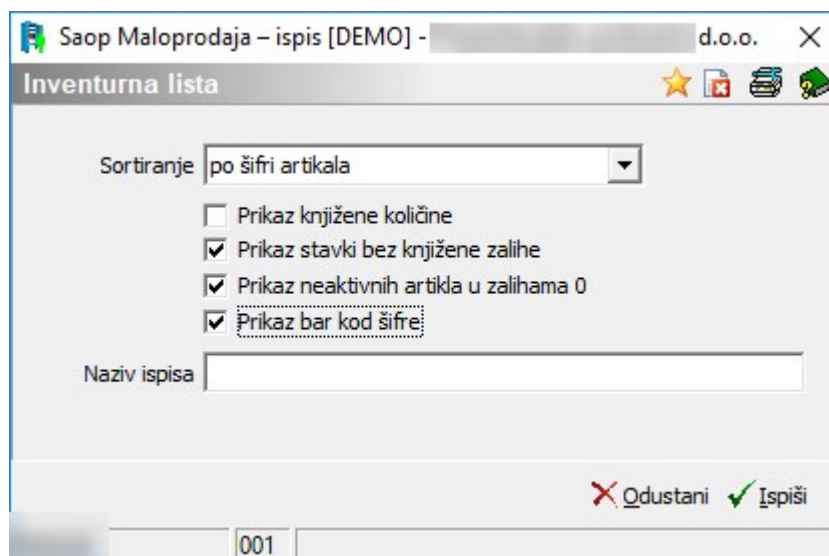 Saop Maloprodaja – ispis [DEMO] - d.o.o.
Inventurna lista
Sortiranje po šifri artikala
Prikaz knjižene količine
Prikaz stavki bez knjižene zalihe
Prikaz neaktivnih artikla u zalihama 0
Prikaz bar kod šifre
Naziv ispisa
Odustani Ispiši
001